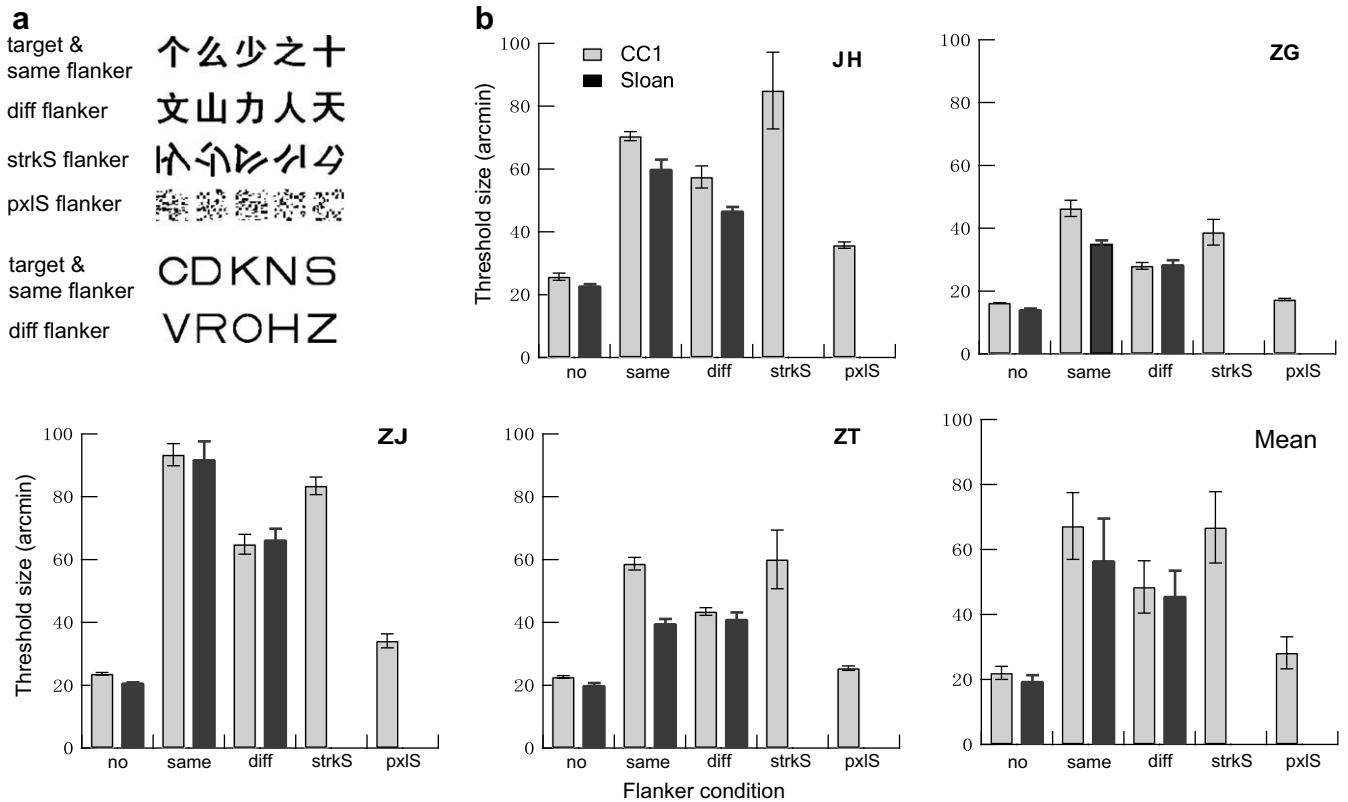 a
target &
same flanker
个么少之十
diff flanker
文山力人天
strkS flanker
pxlS flanker
target &
same flanker
CDKNS
diff flanker
VROHZ
b
JH
CC1
Sloan
Threshold size (arcmin)
100
80
60
40
20
0
no same diff strkS pxlS
ZG
100
80
60
40
20
0
no same diff strkS pxlS
ZJ
Threshold size (arcmin)
100
80
60
40
20
0
no same diff strkS pxlS
ZT
100
80
60
40
20
0
no same diff strkS pxlS
Mean
100
80
60
40
20
0
no same diff strkS pxlS
Flanker condition